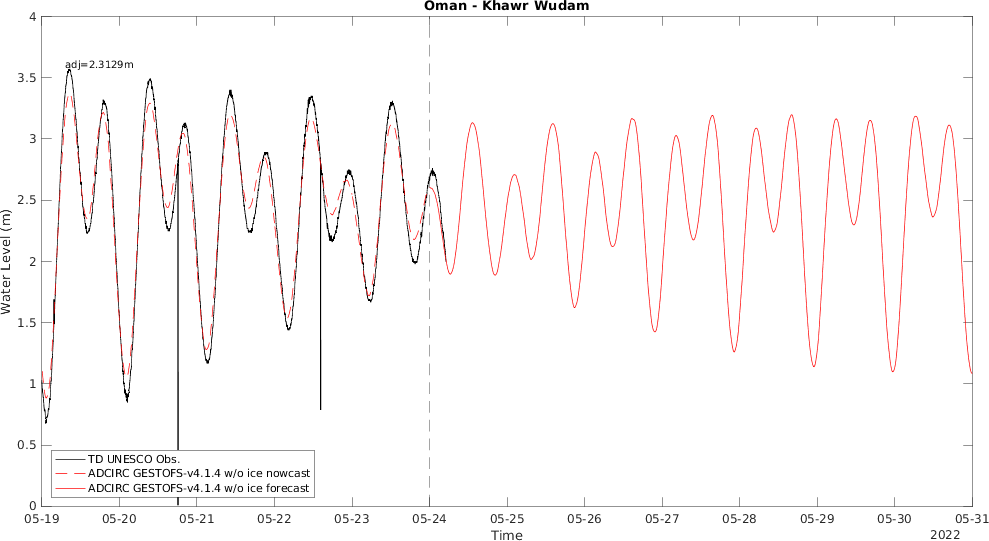 Oman - Khawr Wudam
adj=2.3129m
Water Level (m)
4
3.5
3
2.5
2
1.5
1
0.5
0
TD UNESCO Obs.
ADCIRC GESTOFS-v4.1.4 w/o ice nowcast
ADCIRC GESTOFS-v4.1.4 w/o ice forecast
05-19 05-20 05-21 05-22 05-23 05-24 05-25 05-26 05-27 05-28 05-29 05-30 05-31
Time
2022